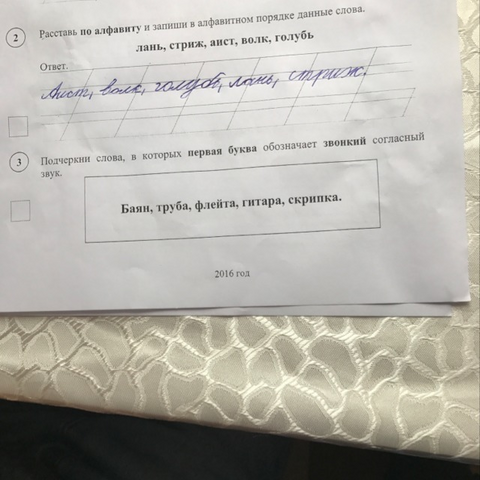 2 Расставь по алфавиту и запиши в алфавитном порядке данные слова.
лань, стриж, аист, волк, голубь
Ответ.
Аист, волк, голубь, лань, стриж.
3 Подчеркни слова, в которых первая буква обозначает звонкий согласный
звук.
Баян, труба, флейта, гитара, скрипка.
2016 год